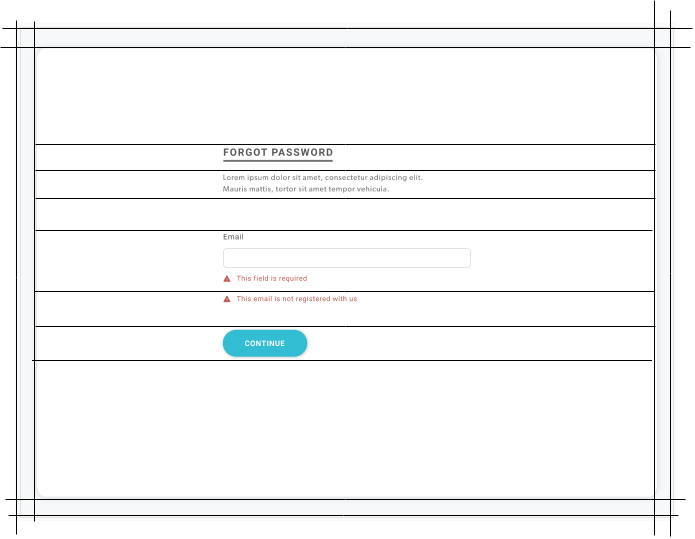 FORGOT PASSWORD
Lorem ipsum dolor sit amet, consectetur adipiscing elit.
Mauris mattis, tortor sit amet tempor vehicula.
Email
This field is required
This email is not registered with us
CONTINUE